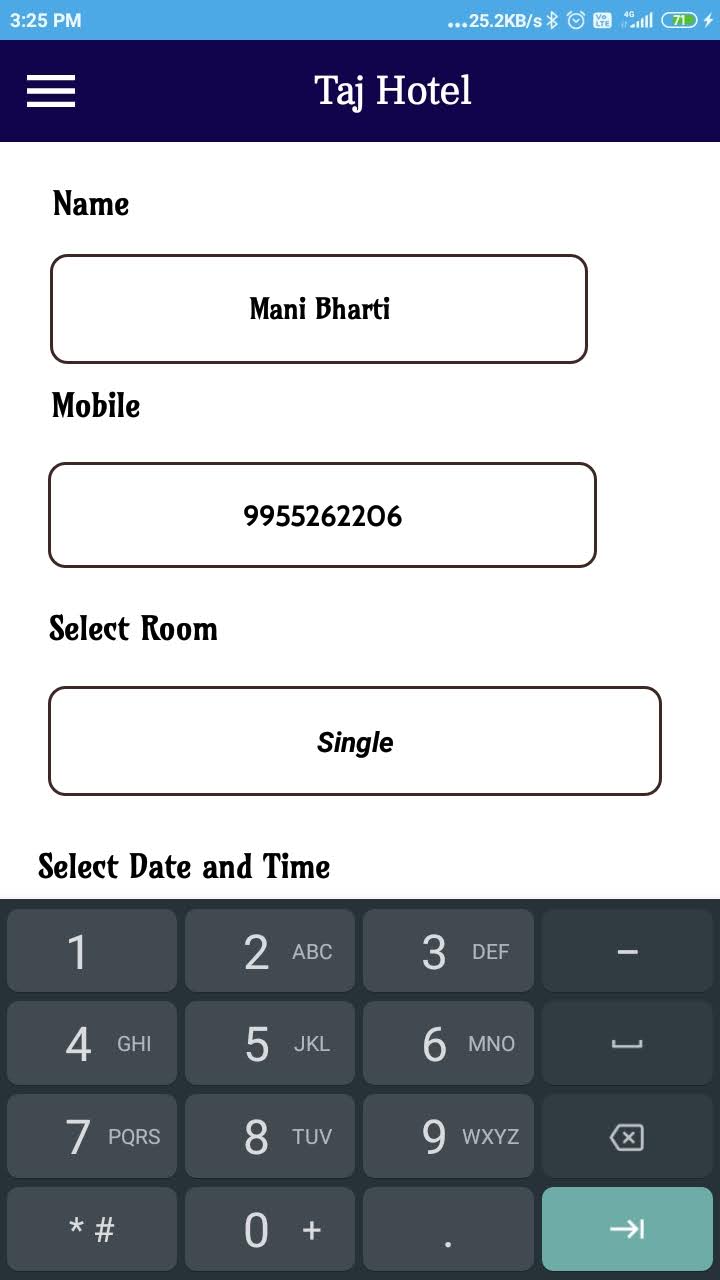 3:25 PM ...25.2KB/s Vo LTE 4G 71
Taj Hotel
Name
Mani Bharti
Mobile
9955262206
Select Room
Single
Select Date and Time
1 2 ABC 3 DEF –
4 GHI 5 JKL 6 MNO
7 PQRS 8 TUV 9 WXYZ
* # 0 + .